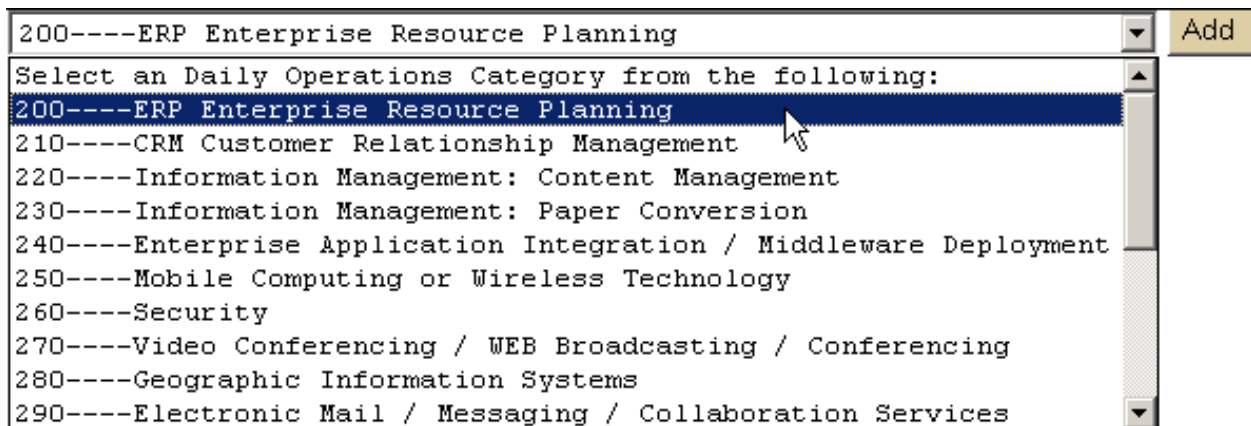 200----ERP Enterprise Resource Planning
Add
Select an Daily Operations Category from the following:
200----ERP Enterprise Resource Planning
210----CRM Customer Relationship Management
220----Information Management: Content Management
230----Information Management: Paper Conversion
240----Enterprise Application Integration / Middleware Deployment
250----Mobile Computing or Wireless Technology
260----Security
270----Video Conferencing / WEB Broadcasting / Conferencing
280----Geographic Information Systems
290----Electronic Mail / Messaging / Collaboration Services